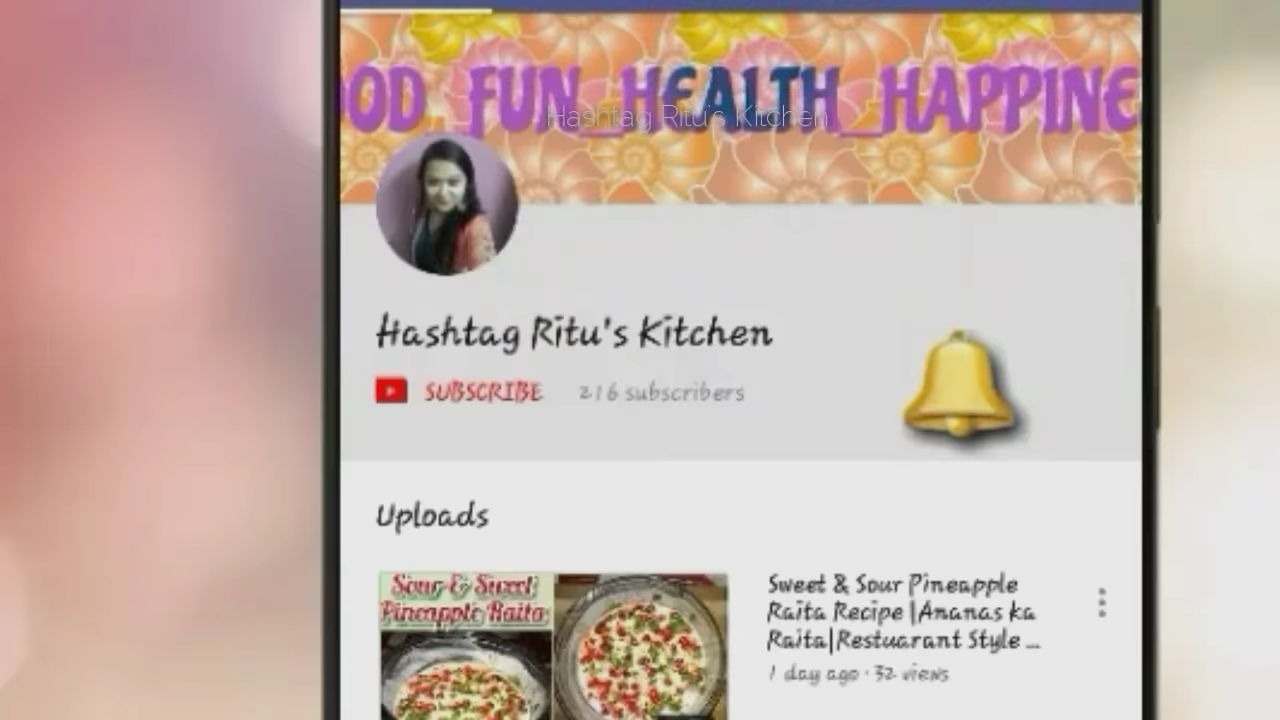 OOD_FUN_HEALTH_HAPPINE
Hashtag Ritu's Kitchen
Hashtag Ritu's Kitchen
SUBSCRIBE 216 subscribers
Uploads
Sour & Sweet
Pineapple Raita
Sweet & Sour Pineapple
Raita Recipe |Ananas ka
Raita|Restuarant Style ...
1 day ago · 32 views